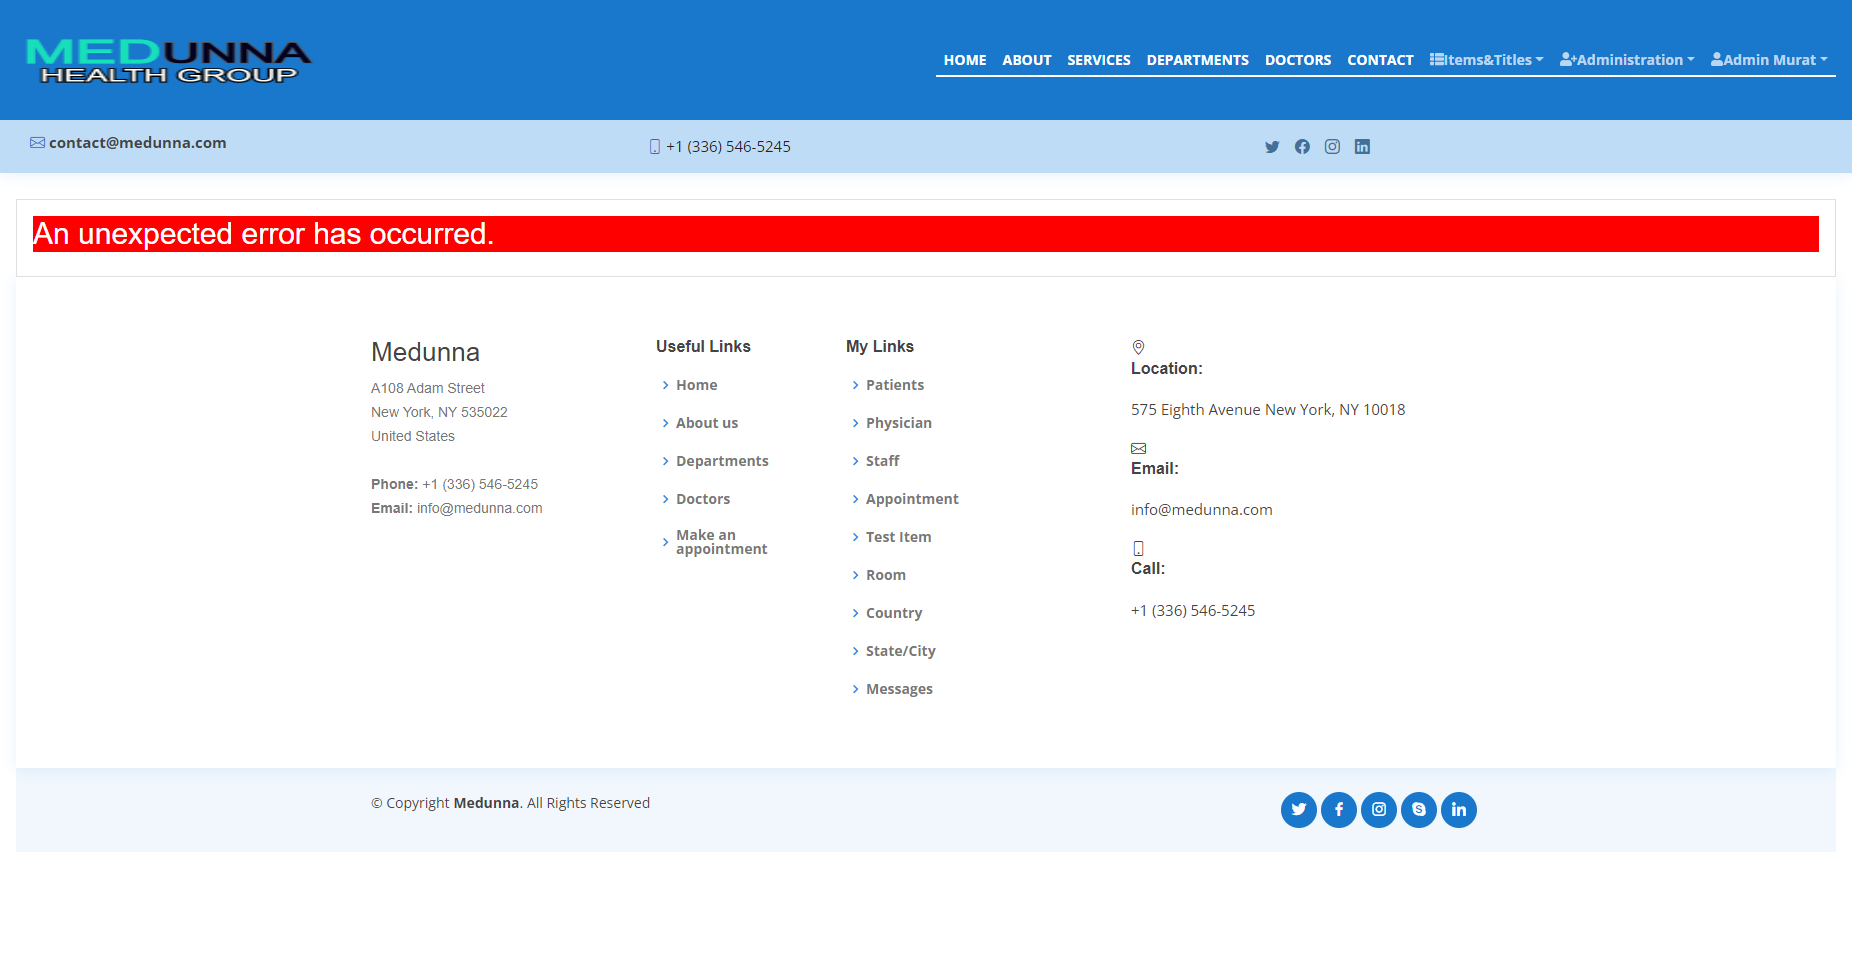 MEDUNNA
HEALTH GROUP
HOME ABOUT SERVICES DEPARTMENTS DOCTORS CONTACT Items&Titles Administration Admin Murat
contact@medunna.com
+1 (336) 546-5245
An unexpected error has occurred.
Medunna
A108 Adam Street
New York, NY 535022
United States
Phone: +1 (336) 546-5245
Email: info@medunna.com
Useful Links
Home
About us
Departments
Doctors
Make an
appointment
My Links
Patients
Physician
Staff
Appointment
Test Item
Room
Country
State/City
Messages
Location:
575 Eighth Avenue New York, NY 10018
Email:
info@medunna.com
Call:
+1 (336) 546-5245
© Copyright Medunna. All Rights Reserved